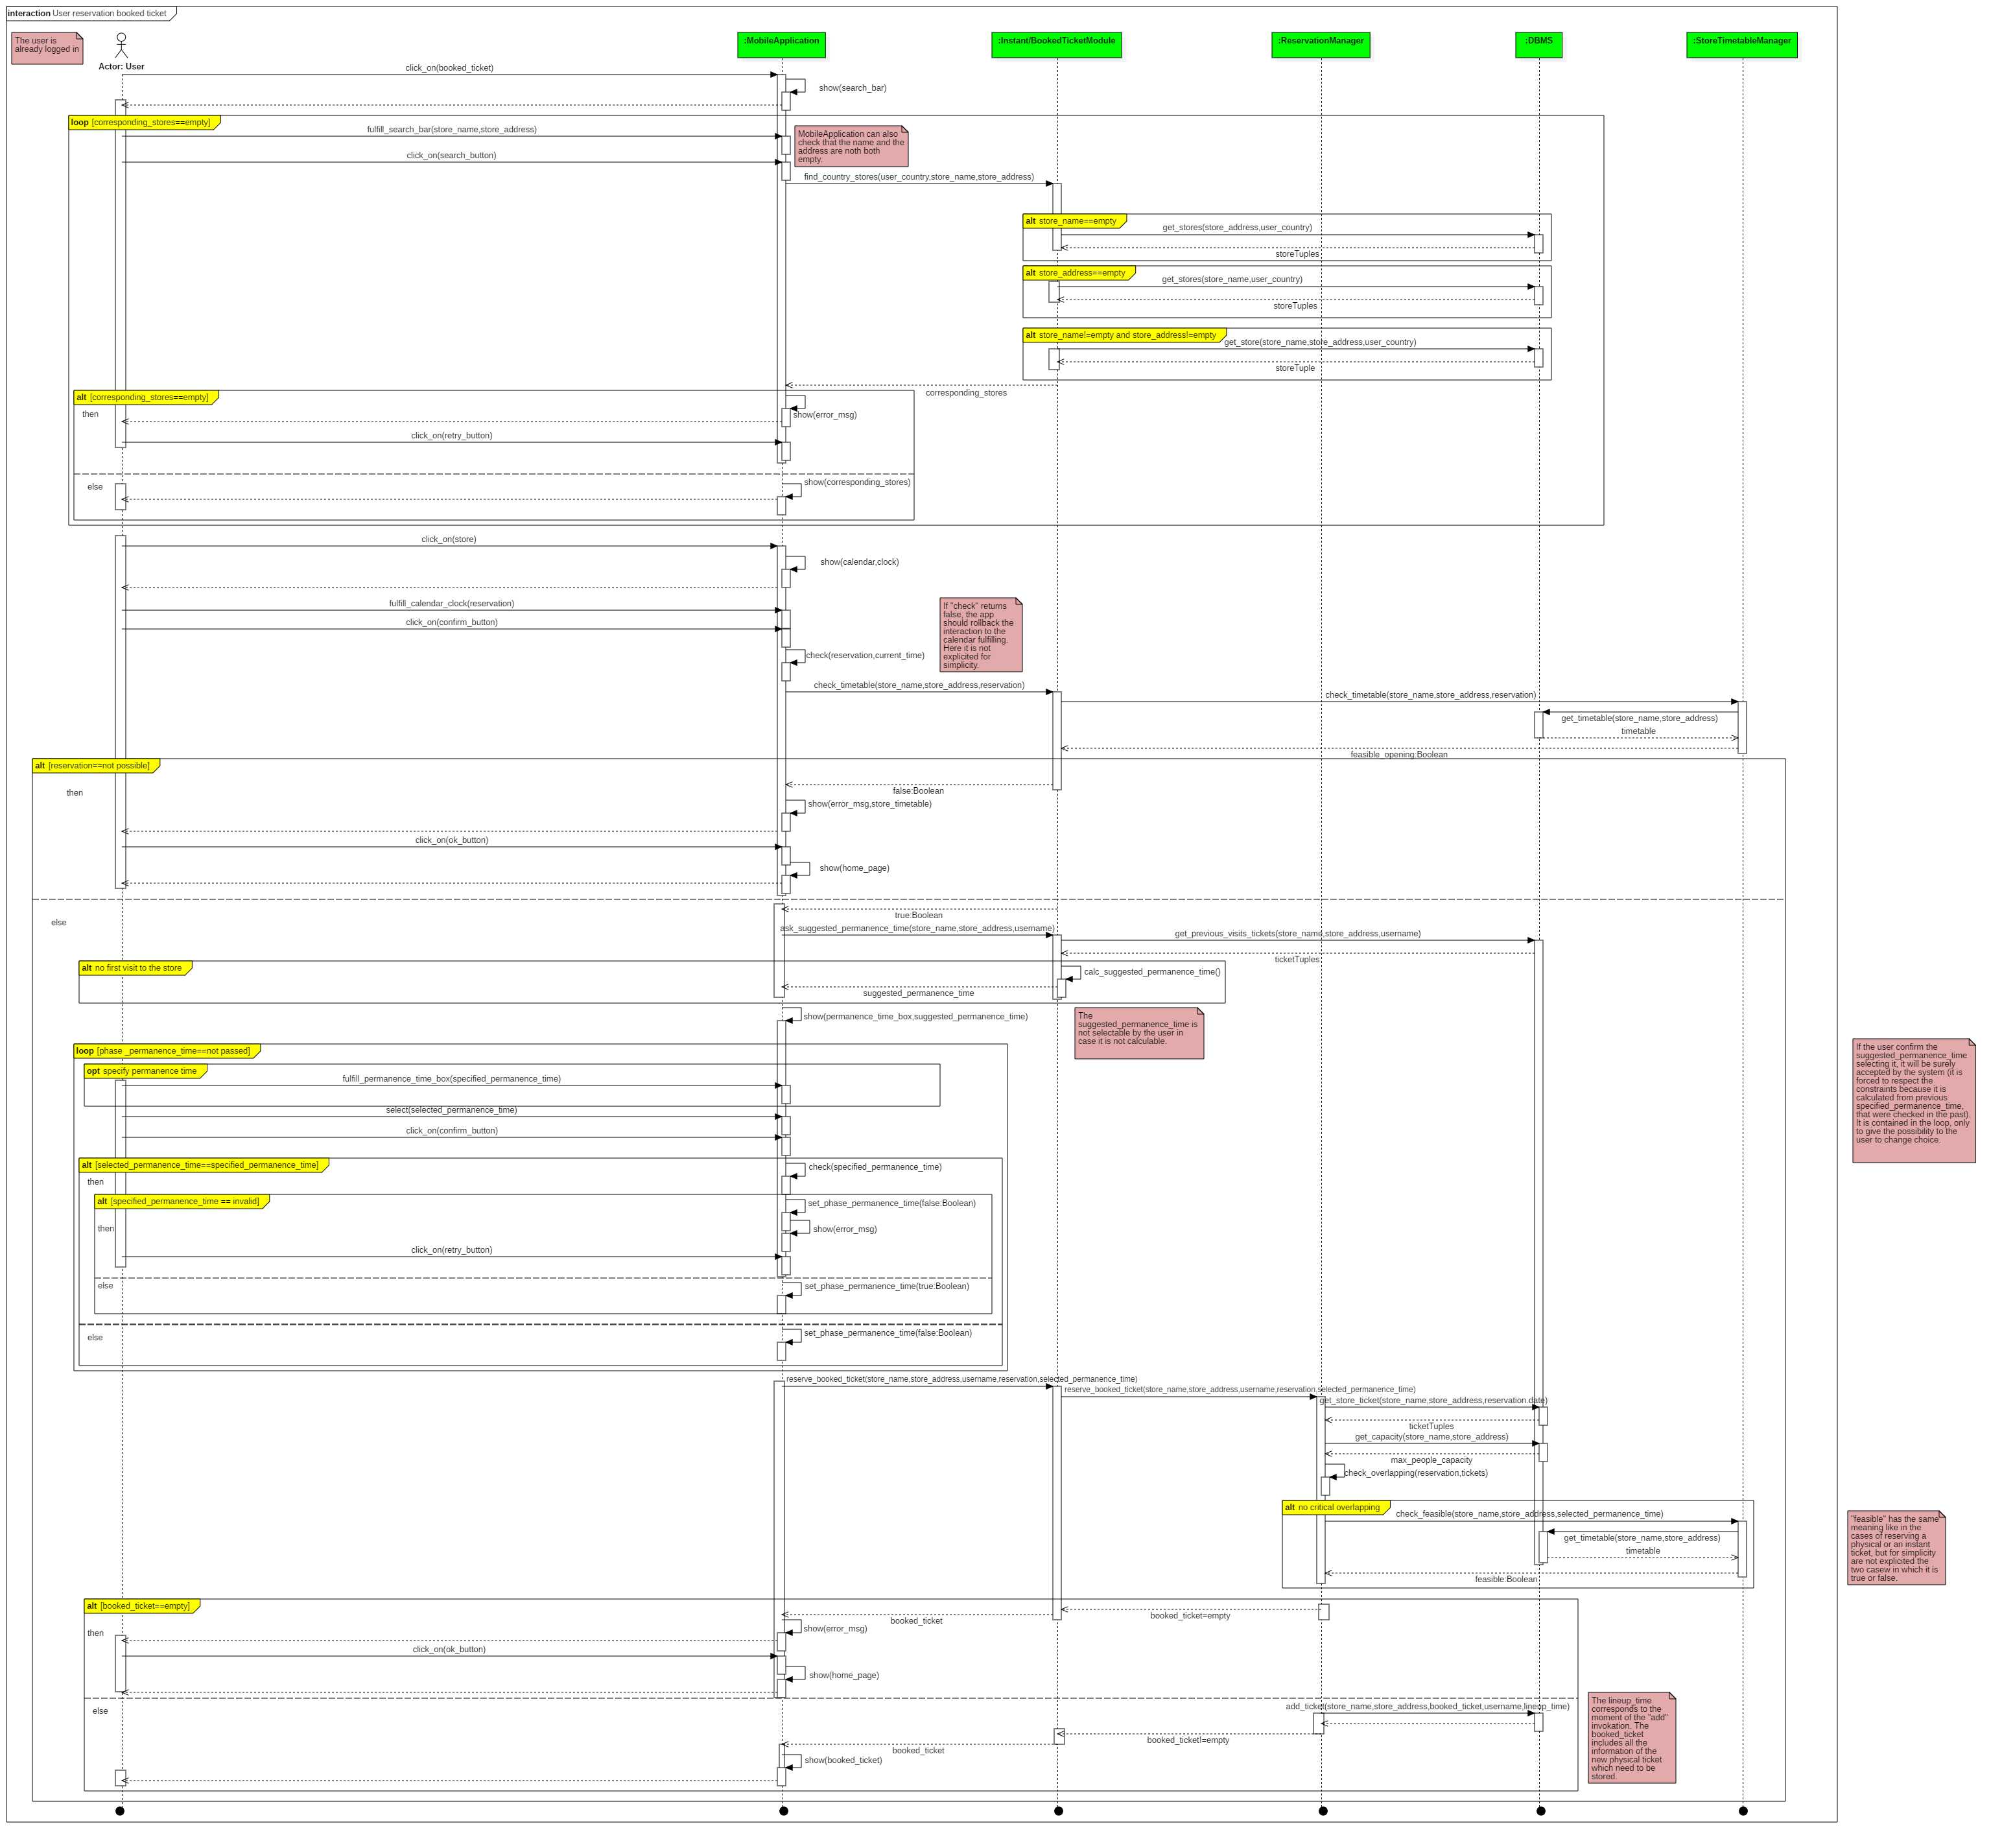 interaction User reservation booked ticket
The user is
already logged in
Actor: User
:MobileApplication
:Instant/BookedTicketModule
:ReservationManager
:DBMS
:StoreTimetableManager
click_on(booked_ticket)
show(search_bar)
loop [corresponding_stores==empty]
fulfill_search_bar(store_name,store_address)
MobileApplication can also
check that the name and the
address are noth both
empty.
click_on(search_button)
find_country_stores(user_country,store_name,store_address)
alt store_name==empty
get_stores(store_address,user_country)
storeTuples
alt store_address==empty
get_stores(store_name,user_country)
storeTuples
alt store_name!=empty and store_address!=empty
get_store(store_name,store_address,user_country)
storeTuple
corresponding_stores
alt [corresponding_stores==empty]
then
show(error_msg)
click_on(retry_button)
else
show(corresponding_stores)
click_on(store)
show(calendar,clock)
fulfill_calendar_clock(reservation)
click_on(confirm_button)
If "check" returns
false, the app
should rollback the
interaction to the
calendar fulfilling.
Here it is not
explicited for
simplicity.
check(reservation,current_time)
check_timetable(store_name,store_address,reservation)
check_timetable(store_name,store_address,reservation)
get_timetable(store_name,store_address)
timetable
feasible_opening:Boolean
alt [reservation==not possible]
then
false:Boolean
show(error_msg,store_timetable)
click_on(ok_button)
show(home_page)
else
true:Boolean
ask_suggested_permanence_time(store_name,store_address,username)
get_previous_visits_tickets(store_name,store_address,username)
ticketTuples
alt no first visit to the store
calc_suggested_permanence_time()
suggested_permanence_time
show(permanence_time_box,suggested_permanence_time)
The
suggested_permanence_time is
not selectable by the user in
case it is not calculable.
loop [phase _permanence_time==not passed]
opt specify permanence time
fulfill_permanence_time_box(specified_permanence_time)
select(selected_permanence_time)
click_on(confirm_button)
If the user confirm the
suggested_permanence_time
selecting it, it will be surely
accepted by the system (it is
forced to respect the
constraints because it is
calculated from previous
specified_permanence_time,
that were checked in the past).
It is contained in the loop, only
to give the possibility to the
user to change choice.
alt [selected_permanence_time==specified_permanence_time]
then
check(specified_permanence_time)
alt [specified_permanence_time == invalid]
set_phase_permanence_time(false:Boolean)
then
show(error_msg)
click_on(retry_button)
else
set_phase_permanence_time(true:Boolean)
else
set_phase_permanence_time(false:Boolean)
reserve_booked_ticket(store_name,store_address,username,reservation,selected_permanence_time)
reserve_booked_ticket(store_name,store_address,username,reservation,selected_permanence_time)
get_store_ticket(store_name,store_address,reservation.date)
ticketTuples
get_capacity(store_name,store_address)
max_people_capacity
check_overlapping(reservation,tickets)
alt no critical overlapping
check_feasible(store_name,store_address,selected_permanence_time)
get_timetable(store_name,store_address)
timetable
feasible:Boolean
"feasible" has the same
meaning like in the
cases of reserving a
physical or an instant
ticket, but for simplicity
are not explicited the
two casew in which it is
true or false.
alt [booked_ticket==empty]
booked_ticket=empty
booked_ticket
then
show(error_msg)
click_on(ok_button)
show(home_page)
else
add_ticket(store_name,store_address,booked_ticket,username,lineup_time)
booked_ticket!=empty
booked_ticket
show(booked_ticket)
The lineup_time
corresponds to the
moment of the "add"
invokation. The
booked_ticket
includes all the
information of the
new physical ticket
which need to be
stored.